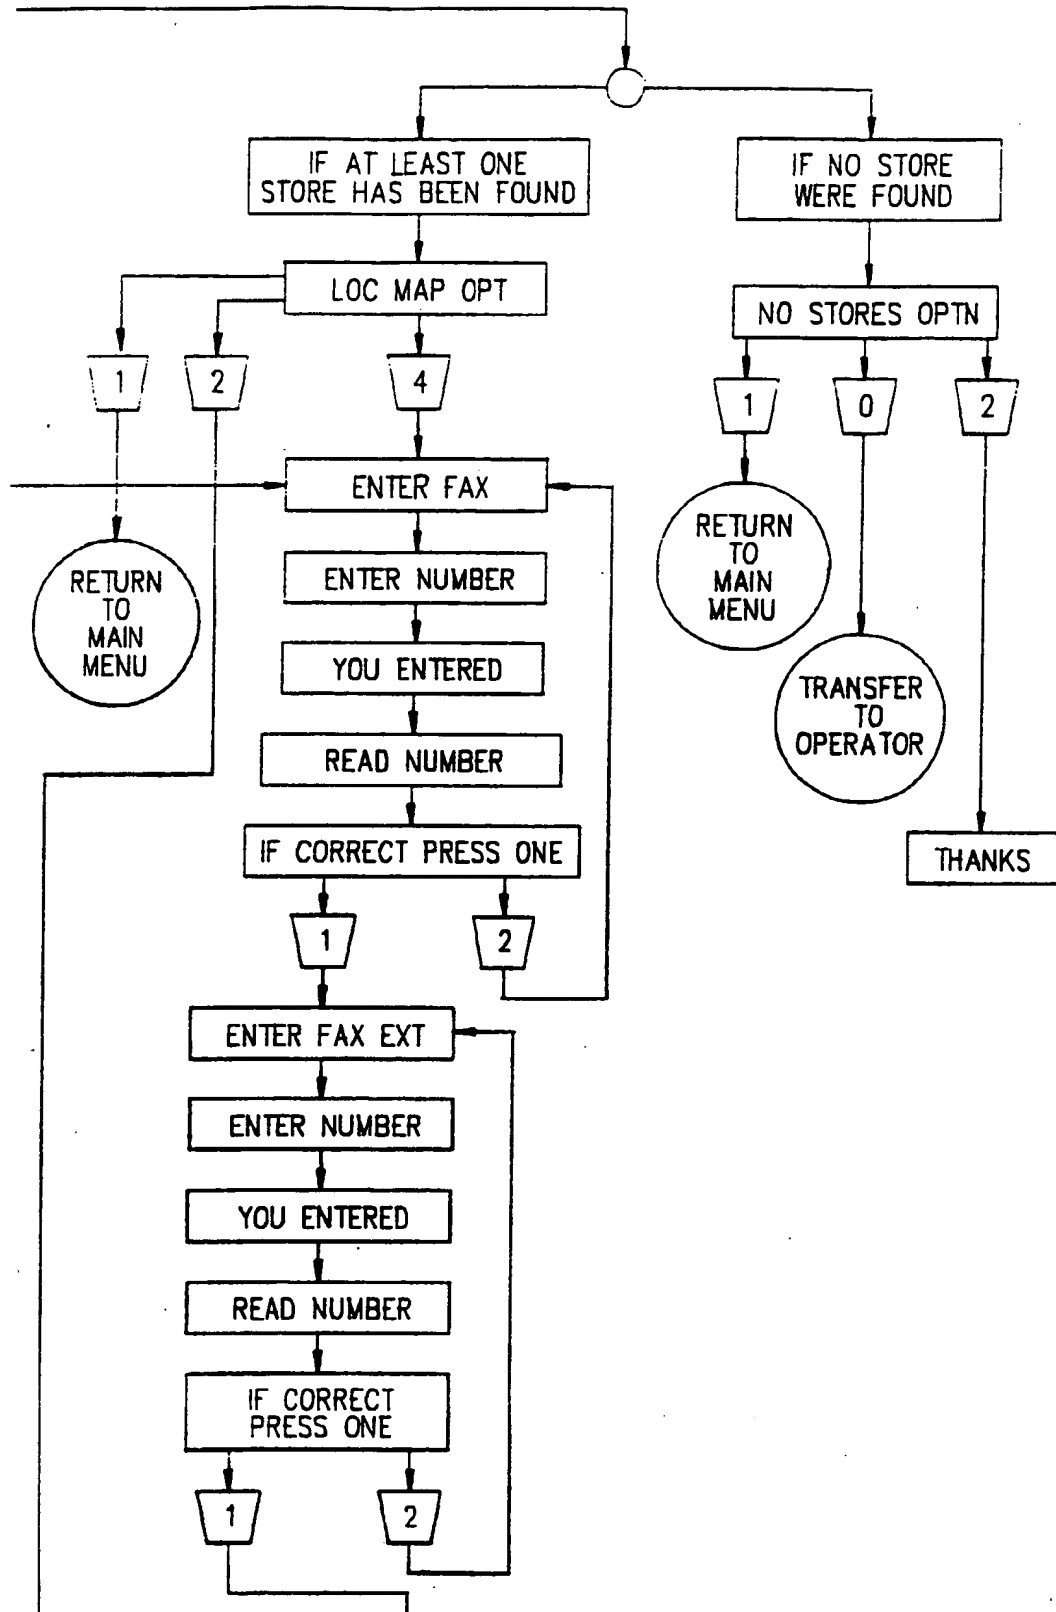 IF AT LEAST ONE
STORE HAS BEEN FOUND
IF NO STORE
WERE FOUND
LOC MAP OPT
NO STORES OPTN
1
2
4
1
0
2
ENTER FAX
RETURN
TO
MAIN
MENU
RETURN
TO
MAIN
MENU
ENTER NUMBER
YOU ENTERED
TRANSFER
TO
OPERATOR
READ NUMBER
IF CORRECT PRESS ONE
THANKS
1
2
ENTER FAX EXT
ENTER NUMBER
YOU ENTERED
READ NUMBER
IF CORRECT
PRESS ONE
1
2